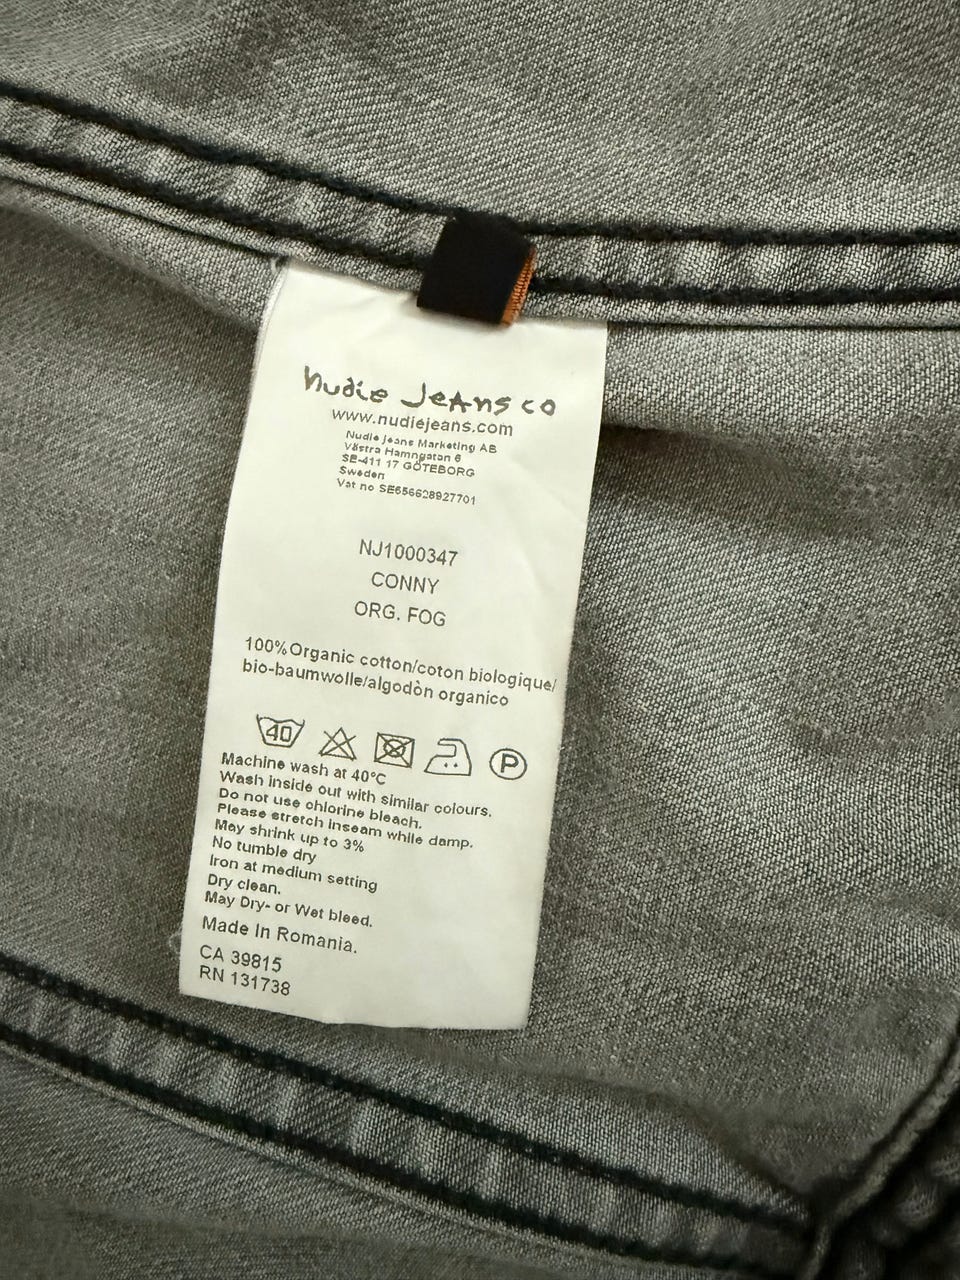 nudie Jeans co
www.nudiejeans.com
Nudie Jeans Marketing AB
Västra Hamngatan 6
SE-411 17 GÖTEBORG
Sweden
Vat no SE656628927701
NJ1000347
CONNY
ORG. FOG
100%Organic cotton/coton biologique/
bio-baumwolle/algodòn organico
40 P
Machine wash at 40°C
Wash inside out with similar colours.
Do not use chlorine bleach.
Please stretch inseam while damp.
May shrink up to 3%
No tumble dry
Iron at medium setting
Dry clean.
May Dry- or Wet bleed.
Made In Romania.
CA 39815
RN 131738